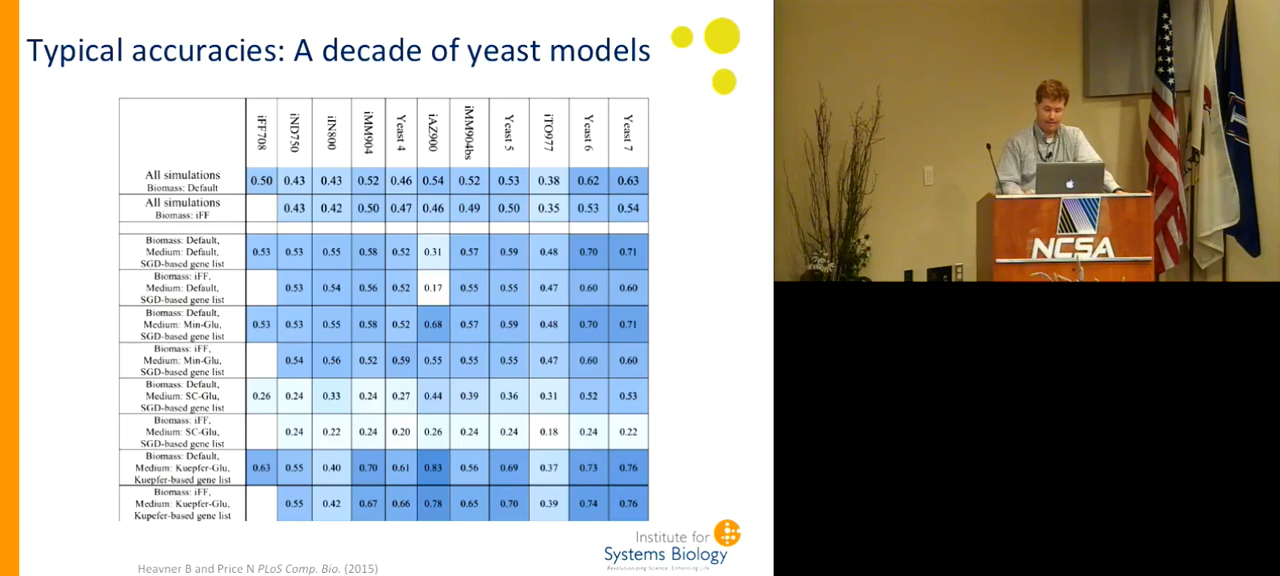 Typical accuracies: A decade of yeast models
iFF708 iND750 iIN800 iMM904 Yeast 4 iAZ900 iMM904bs Yeast 5 iTO977 Yeast 6 Yeast 7
All simulations
Biomass: Default
0.50 0.43 0.43 0.52 0.46 0.54 0.52 0.53 0.38 0.62 0.63
All simulations
Biomass: iFF
0.43 0.42 0.50 0.47 0.46 0.49 0.50 0.35 0.53 0.54
Biomass: Default,
Medium: Default,
SGD-based gene list
0.53 0.53 0.55 0.58 0.52 0.31 0.57 0.59 0.48 0.70 0.71
Biomass: iFF,
Medium: Default,
SGD-based gene list
0.53 0.54 0.56 0.52 0.17 0.55 0.55 0.47 0.60 0.60
Biomass: Default,
Medium: Min-Glu,
SGD-based gene list
0.53 0.53 0.55 0.58 0.52 0.68 0.57 0.59 0.48 0.70 0.71
Biomass: iFF,
Medium: Min-Glu,
SGD-based gene list
0.54 0.56 0.52 0.59 0.55 0.55 0.55 0.47 0.60 0.60
Biomass: Default,
Medium: SC-Glu,
SGD-based gene list
0.26 0.24 0.33 0.24 0.27 0.44 0.39 0.36 0.31 0.52 0.53
Biomass: iFF,
Medium: SC-Glu,
SGD-based gene list
0.24 0.22 0.24 0.20 0.26 0.24 0.24 0.18 0.24 0.22
Biomass: Default,
Medium: Kuepfer-Glu,
Kuepfer-based gene list
0.63 0.55 0.40 0.70 0.61 0.83 0.56 0.69 0.37 0.73 0.76
Biomass: iFF,
Medium: Kuepfer-Glu,
Kupefer-based gene list
0.55 0.42 0.67 0.66 0.78 0.65 0.70 0.39 0.74 0.76
Institute for
Systems Biology
Revolutionizing Science. Enhancing Life.
Heavner B and Price N PLoS Comp. Bio. (2015)
NCSA